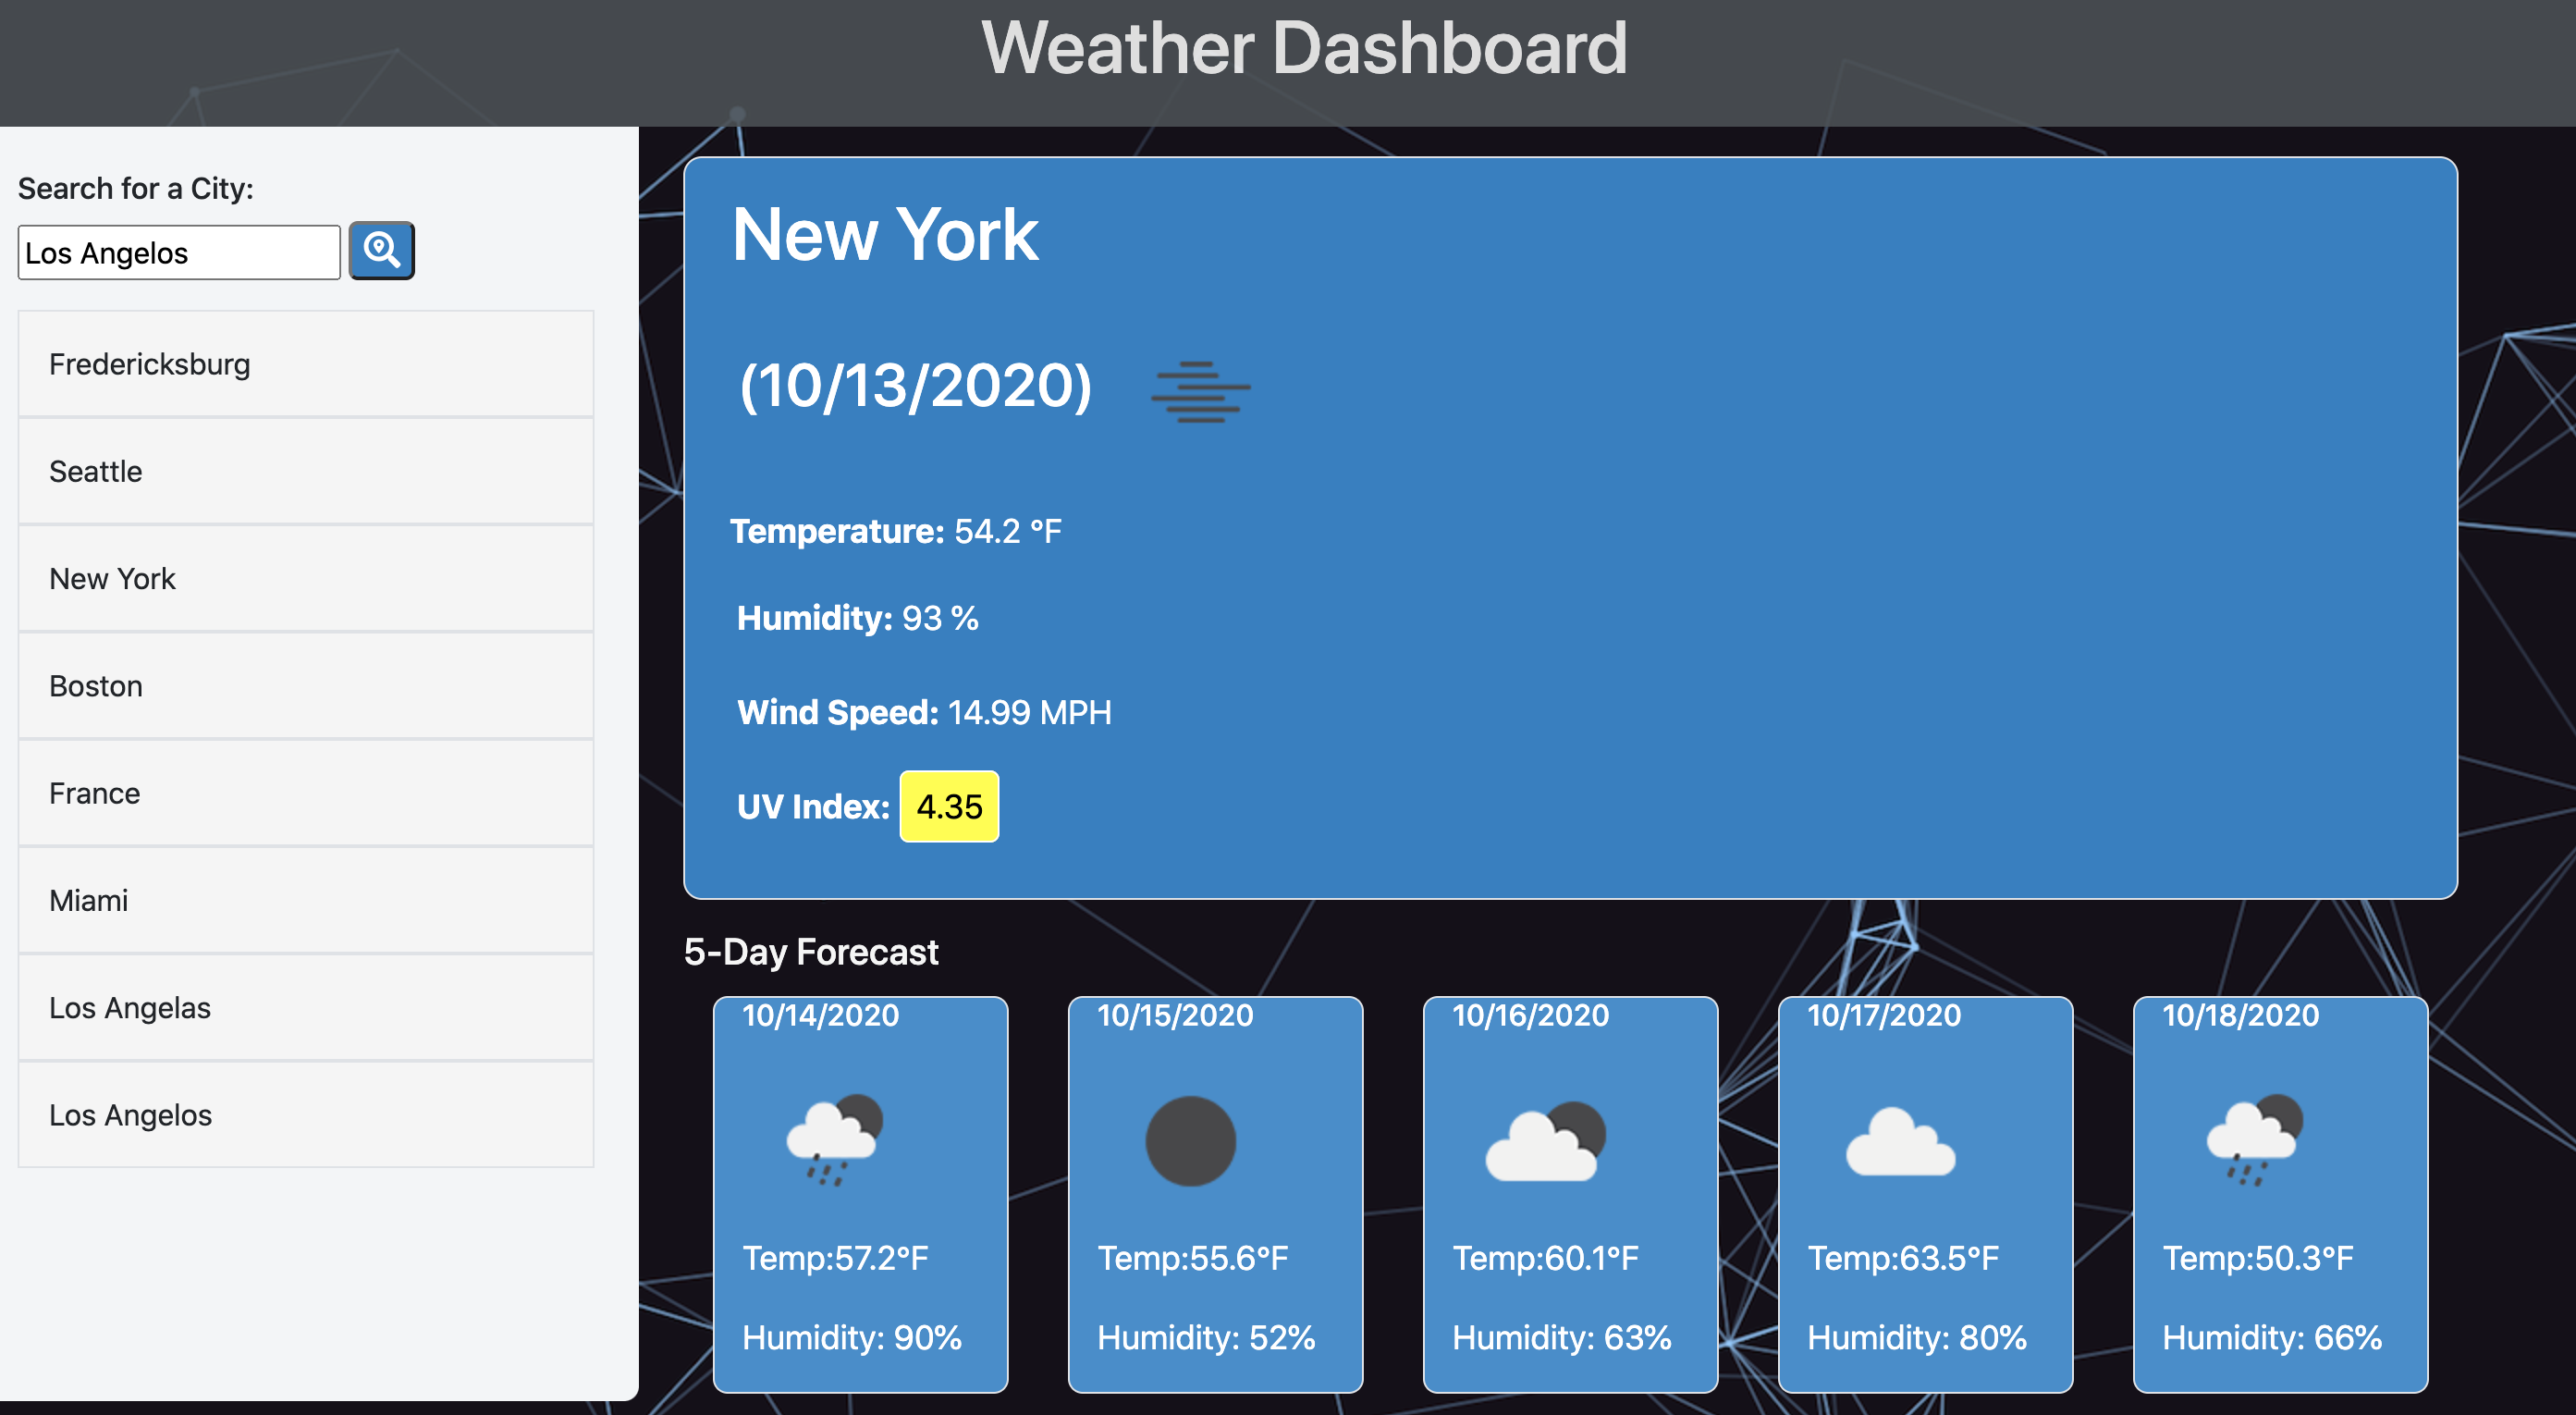 Weather Dashboard
Search for a City:
Los Angelos
Fredericksburg
Seattle
New York
Boston
France
Miami
Los Angelas
Los Angelos
New York
(10/13/2020)
Temperature: 54.2 °F
Humidity: 93 %
Wind Speed: 14.99 MPH
UV Index: 4.35
5-Day Forecast
10/14/2020
Temp:57.2°F
Humidity: 90%
10/15/2020
Temp:55.6°F
Humidity: 52%
10/16/2020
Temp:60.1°F
Humidity: 63%
10/17/2020
Temp:63.5°F
Humidity: 80%
10/18/2020
Temp:50.3°F
Humidity: 66%